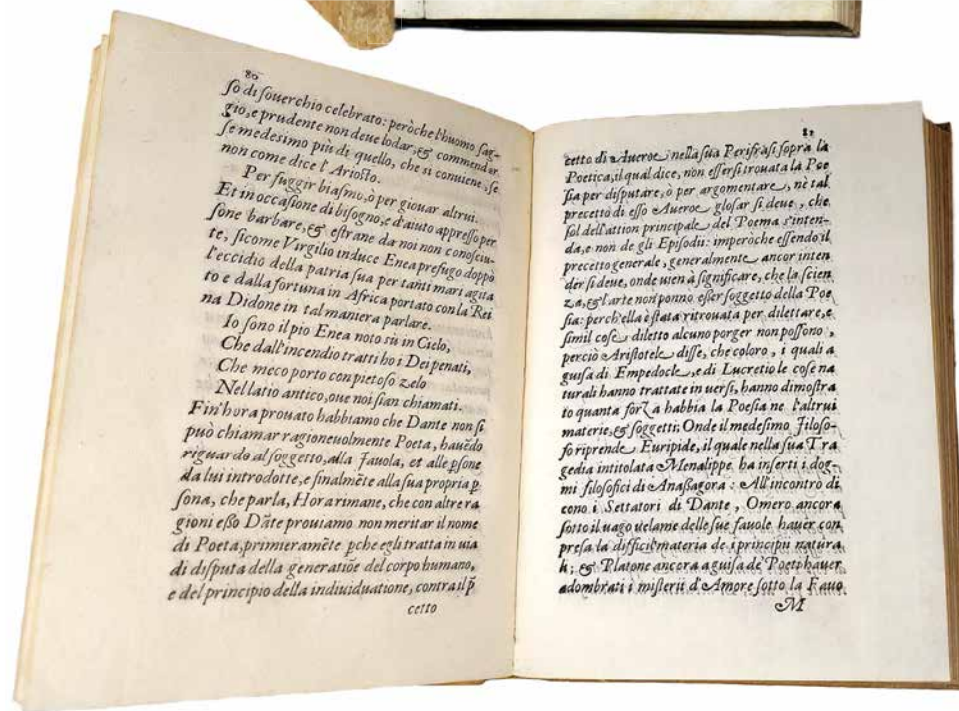 80
ſo di ſouerchio celebrato: peròche l'huomo ſag-
gio, e prudente non deue lodar, & commendar
ſe medeſimo più di quello, che si conuiene, ſe
non come dice l'Arioſto.
Per fuggir biaſmo, ò per giouar altrui.
Et in occaſione di biſogno, e d'aiuto appreſſo per
ſone barbare, & eſtrane da noi non conoſciu-
te, ſicome Virgilio induce Enea prefugo doppò
l'eccidio della patria ſua per tanti mari agita
to e dalla fortuna in Africa portato con la Rei
na Didone in tal maniera parlare.
Io ſono il pio Enea noto sù in Cielo,
Che dall'incendio tratti ho i Dei penati,
Che meco porto con pietoſo zelo
Nel latio antico, oue noi ſian chiamati.
Fin'hora prouato habbiamo che Dante non ſi
può chiamar ragioneuolmente Poeta, hauẽdo
riguardo al ſoggetto, alla Fauola, et alle ꝑſone
da lui introdotte, e finalmẽte alla ſua propria ꝑ
ſona, che parla, Hora rimane, che con altre ra
gioni eßo Dãte prouiamo non meritar il nome
di Poeta, primieramẽte ꝑche egli tratta in uia
di diſputa della generatiõe del corpo humano,
e del principio della indiuiduatione, contra il p̃
cetto
81
cetto di Aueroe nella ſua Perifraſi ſopra la
Poetica, il qual dice, non eſſerſi trouata la Poe
ſia per diſputare, ò per argomentare, nè tal
precetto di eſſo Aueroe gloſar ſi deue, che
ſol dell'attion principale del Poema s'inten-
da, e non de gli Epiſodii: imperòche eſſendo il
precetto generale, generalmente ancor inten
der ſi deue, onde uien à ſignificare, che la ſcien
za, & l'arte non ponno eſſer ſoggetto della Poe
ſia: perch'ella è ſtata ritrouata per dilettare, e
ſimil coſe diletto alcuno porger non poſſono,
perciò Ariſtotele diſſe, che coloro, i quali a
guiſa di Empedocle, e di Lucretio le coſe na
turali hanno trattate in uerſi, hanno dimoſtra
to quanta forza habbia la Poeſia ne l'altrui
materie, & ſoggetti; Onde il medeſimo Filoſo-
fo riprende Euripide, il quale nella ſua Tra
gedia intitolata Menalippe ha inſerti i dog-
mi filoſofici di Anaßagora: All'incontrò di
cono i Settatori di Dante, Omero ancora
ſotto il uago uelame delle ſue fauole hauer con
preſa la difficil materia de i principii natura
li; & Platone ancora a guiſa de' Poeti hauer
adombrati i miſterii d'Amore ſotto la Fauo
M